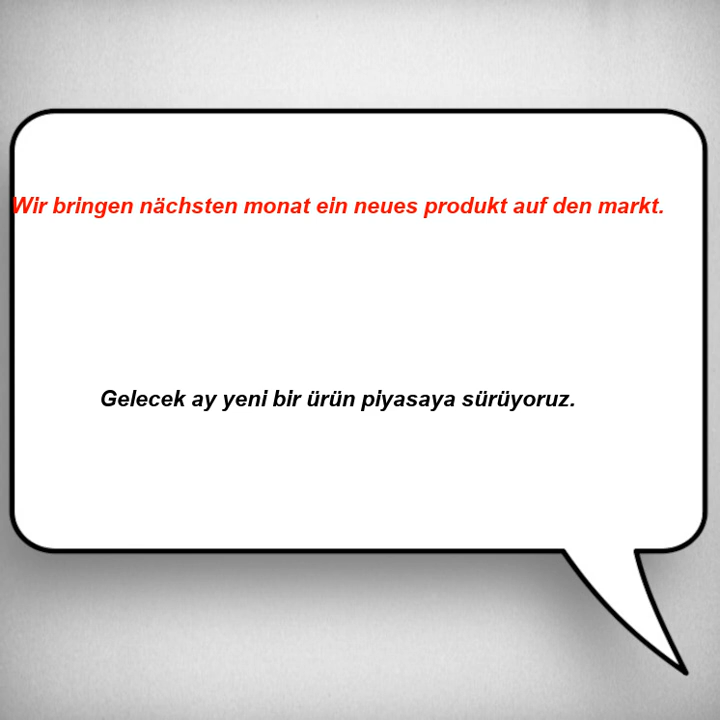 Wir bringen nächsten monat ein neues produkt auf den markt.
Gelecek ay yeni bir ürün piyasaya sürüyoruz.